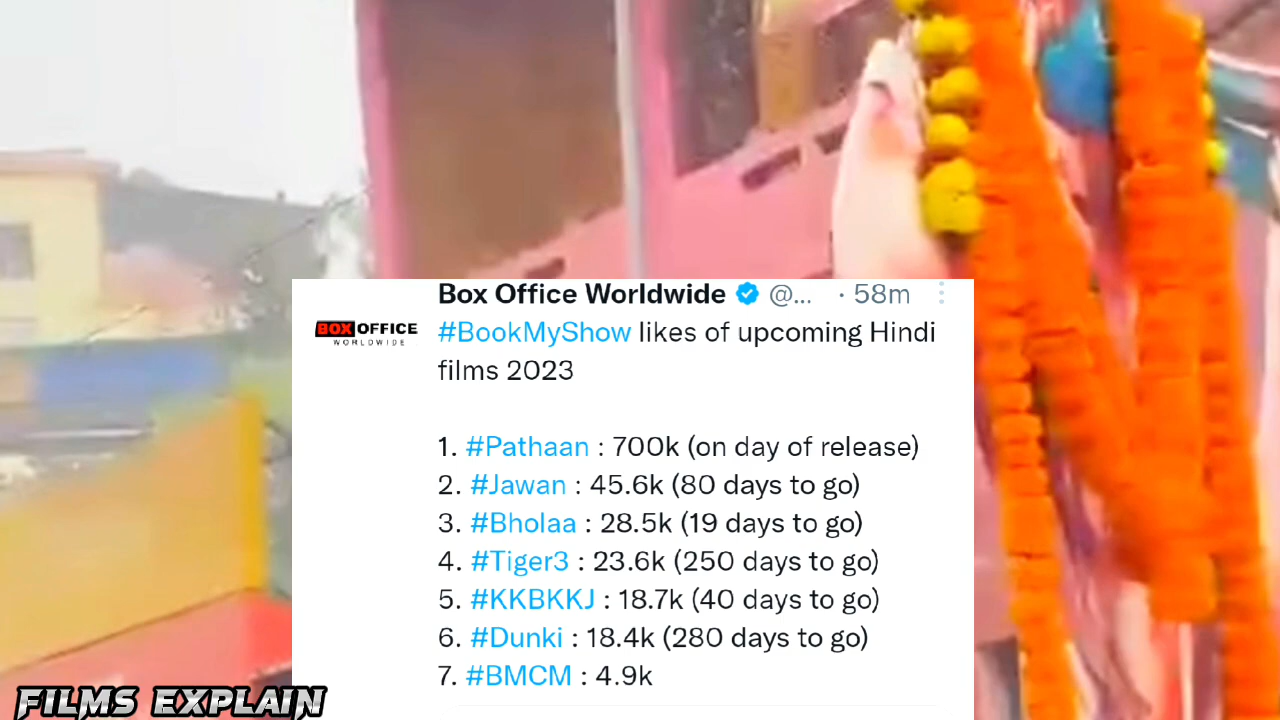 Box Office Worldwide @... · 58m
BOX OFFICE
WORLDWIDE
#BookMyShow likes of upcoming Hindi
films 2023
1. #Pathaan : 700k (on day of release)
2. #Jawan : 45.6k (80 days to go)
3. #Bholaa : 28.5k (19 days to go)
4. #Tiger3 : 23.6k (250 days to go)
5. #KKBKKJ : 18.7k (40 days to go)
6. #Dunki : 18.4k (280 days to go)
7. #BMCM : 4.9k
FILMS EXPLAIN